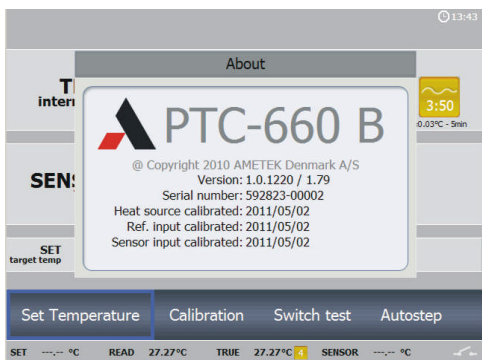 13:43
About
PTC-660 B
@ Copyright 2010 AMETEK Denmark A/S
Version: 1.0.1220 / 1.79
Serial number: 592823-00002
Heat source calibrated: 2011/05/02
Ref. input calibrated: 2011/05/02
Sensor input calibrated: 2011/05/02
3:50
0.03°C - 5min
SET
target temp
Set Temperature Calibration Switch test Autostep
SET ---.-- °C READ 27.27°C TRUE 27.27°C 4 SENSOR ---.-- °C